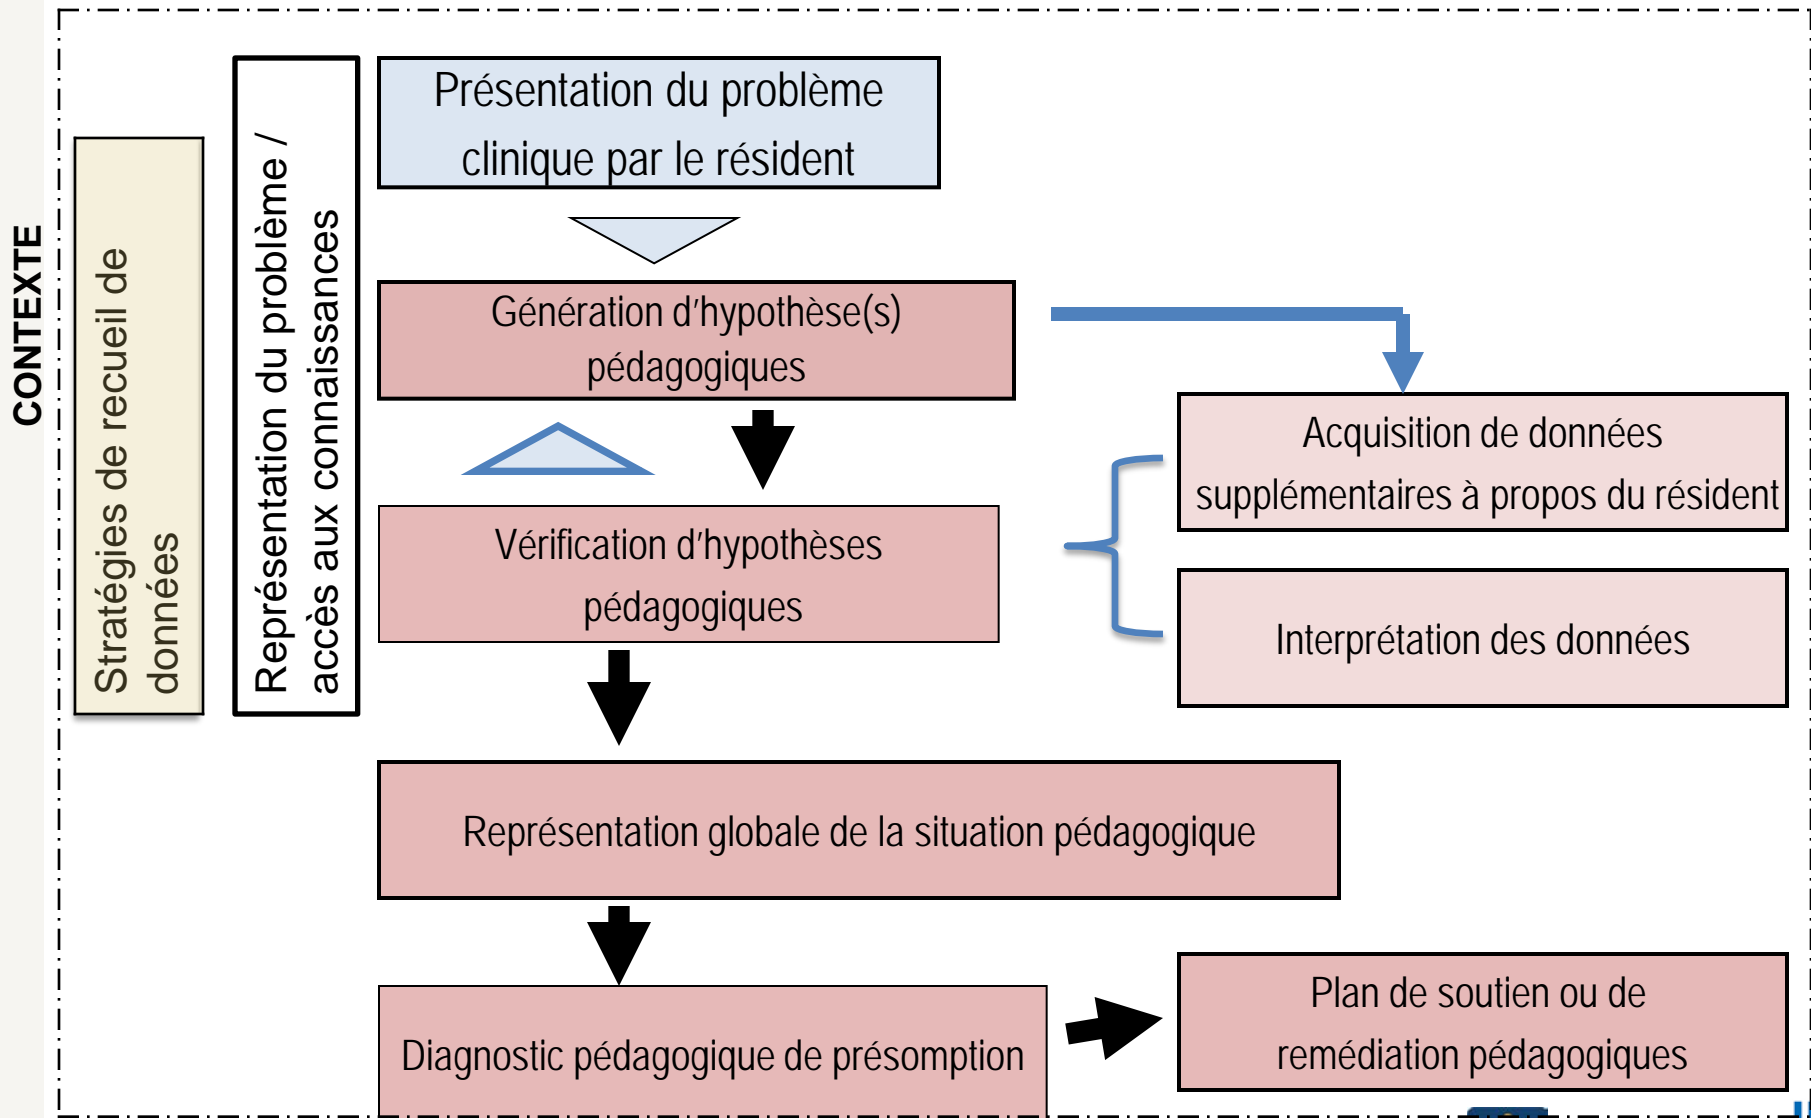 CONTEXTE
Stratégies de recueil de
données
Représentation du problème /
accès aux connaissances
Présentation du problème
clinique par le résident
Génération d'hypothèse(s)
pédagogiques
Acquisition de données
supplémentaires à propos du résident
Vérification d'hypothèses
pédagogiques
Interprétation des données
Représentation globale de la situation pédagogique
Diagnostic pédagogique de présomption
Plan de soutien ou de
remédiation pédagogiques